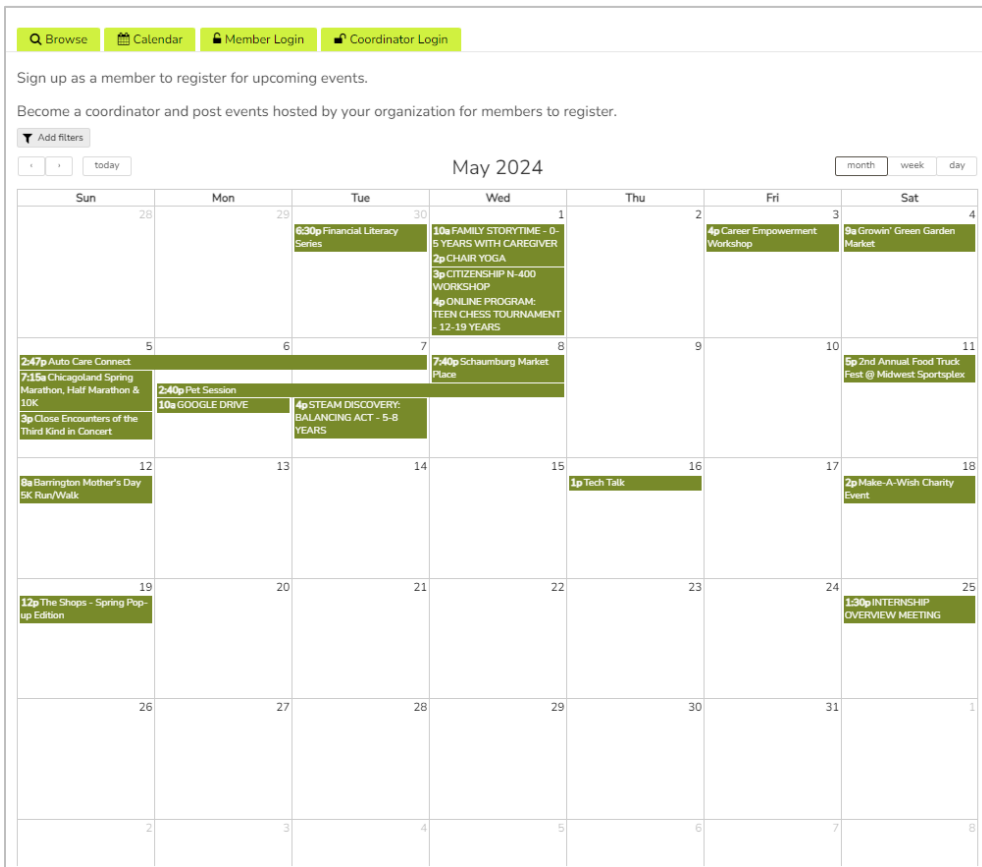 Browse
Calendar
Member Login
Coordinator Login
Sign up as a member to register for upcoming events.
Become a coordinator and post events hosted by your organization for members to register.
Add filters
‹ › today
May 2024
month week day
Sun Mon Tue Wed Thu Fri Sat
28 29 30 1 2 3 4
6:30p Financial Literacy
Series
10a FAMILY STORYTIME - 0-
5 YEARS WITH CAREGIVER
2p CHAIR YOGA
3p CITIZENSHIP N-400
WORKSHOP
4p ONLINE PROGRAM:
TEEN CHESS TOURNAMENT
- 12-19 YEARS
4p Career Empowerment
Workshop
9a Growin' Green Garden
Market
5 6 7 8 9 10 11
2:47p Auto Care Connect
7:15a Chicagoland Spring
Marathon, Half Marathon &
10K
3p Close Encounters of the
Third Kind in Concert
2:40p Pet Session
10a GOOGLE DRIVE
4p STEAM DISCOVERY:
BALANCING ACT - 5-8
YEARS
7:40p Schaumburg Market
Place
5p 2nd Annual Food Truck
Fest @ Midwest Sportsplex
12 13 14 15 16 17 18
8a Barrington Mother's Day
5K Run/Walk
1p Tech Talk
2p Make-A-Wish Charity
Event
19 20 21 22 23 24 25
12p The Shops - Spring Pop-
up Edition
1:30p INTERNSHIP
OVERVIEW MEETING
26 27 28 29 30 31 1
2 3 4 5 6 7 8